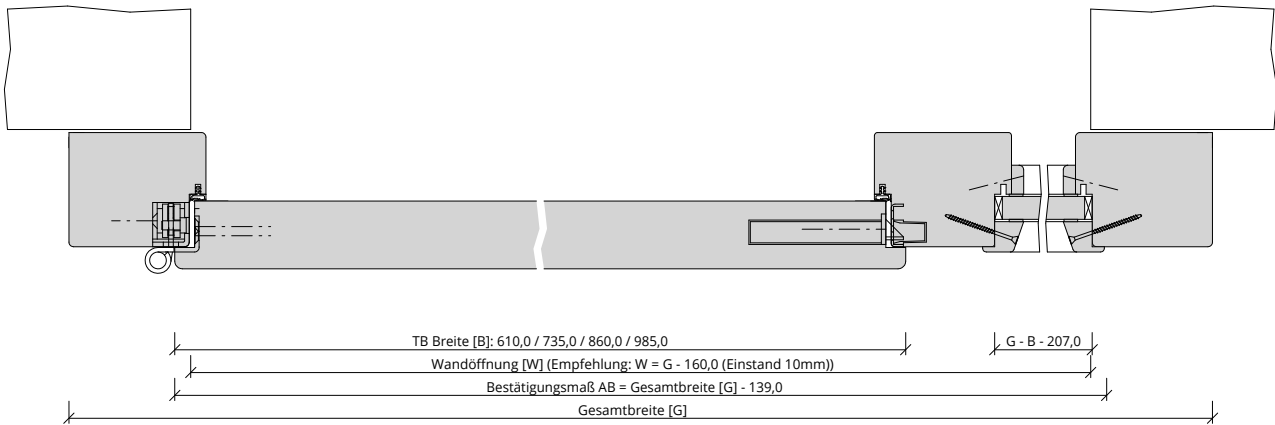 TB Breite [B]: 610,0 / 735,0 / 860,0 / 985,0
G - B - 207,0
Wandöffnung [W] (Empfehlung: W = G - 160,0 (Einstand 10mm))
Bestätigungsmaß AB = Gesamtbreite [G] - 139,0
Gesamtbreite [G]